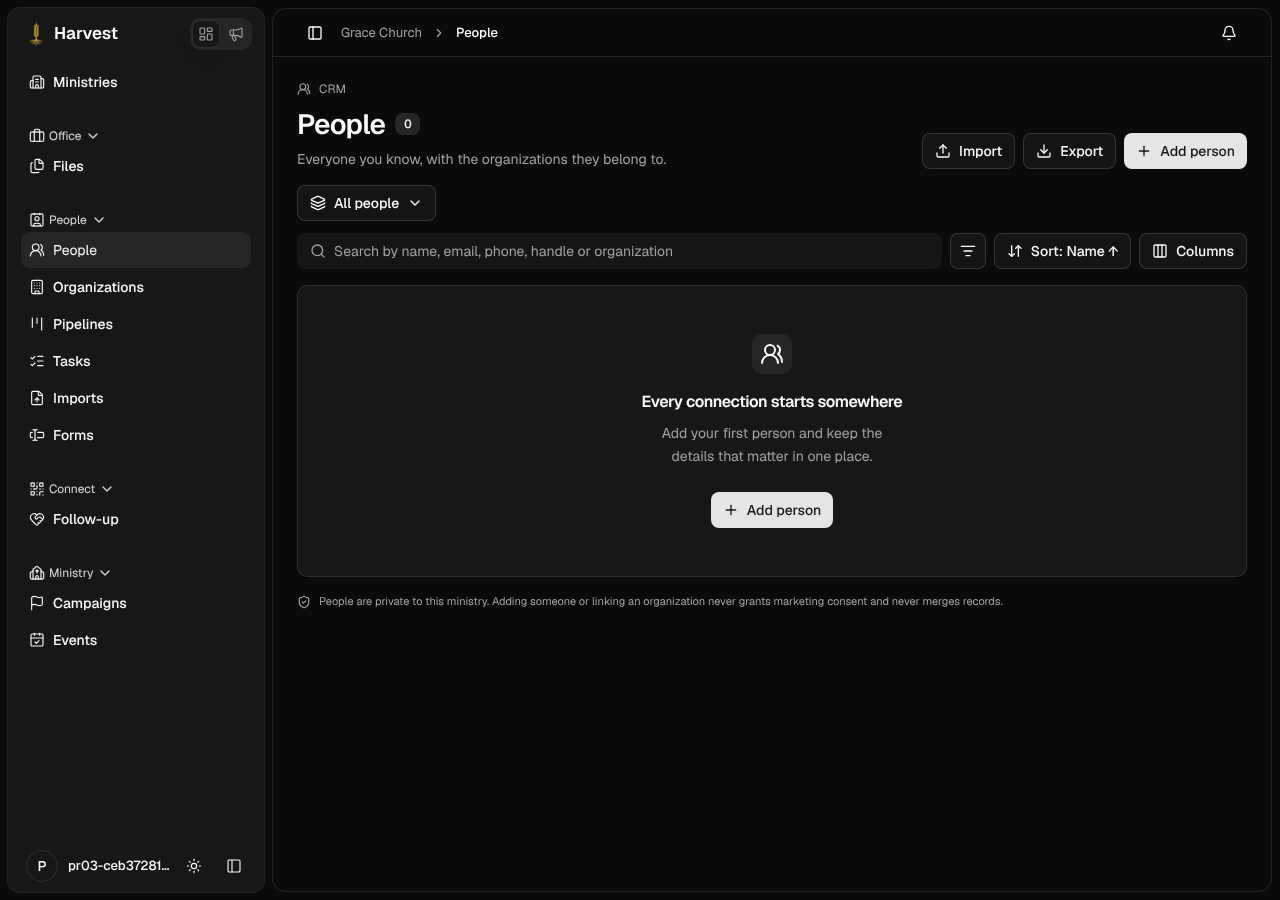 Harvest
Ministries
Office
Files
People
People
Organizations
Pipelines
Tasks
Imports
Forms
Connect
Follow-up
Ministry
Campaigns
Events
P
pr03-ceb37281…
Grace Church
People
CRM
People 0
Everyone you know, with the organizations they belong to.
Import
Export
Add person
All people
Search by name, email, phone, handle or organization
Sort: Name ↑
Columns
Every connection starts somewhere
Add your first person and keep the
details that matter in one place.
Add person
People are private to this ministry. Adding someone or linking an organization never grants marketing consent and never merges records.